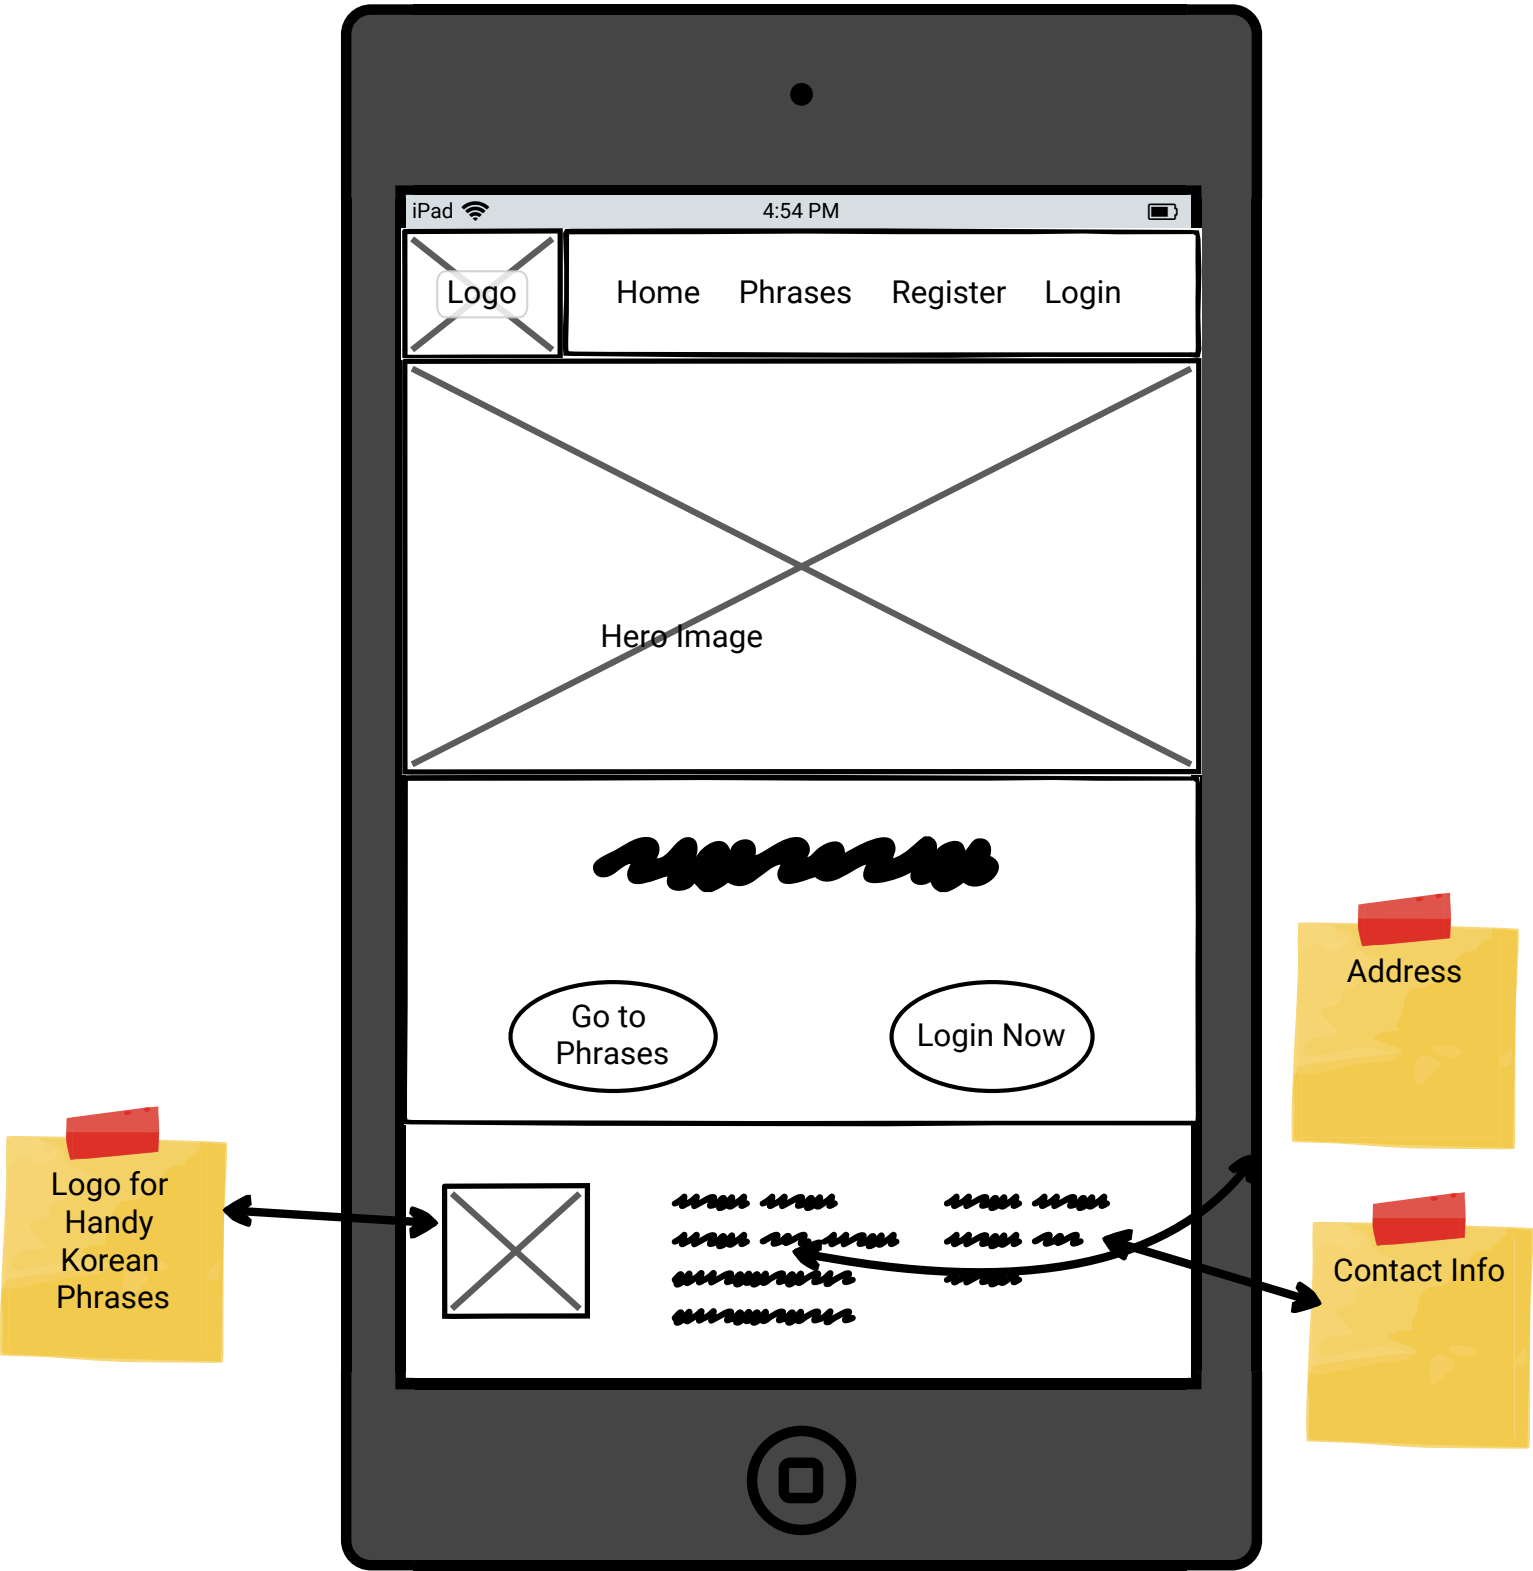 iPad 4:54 PM
Logo
Home Phrases Register Login
Hero Image
Go to
Phrases
Login Now
Address
Logo for
Handy
Korean
Phrases
Contact Info